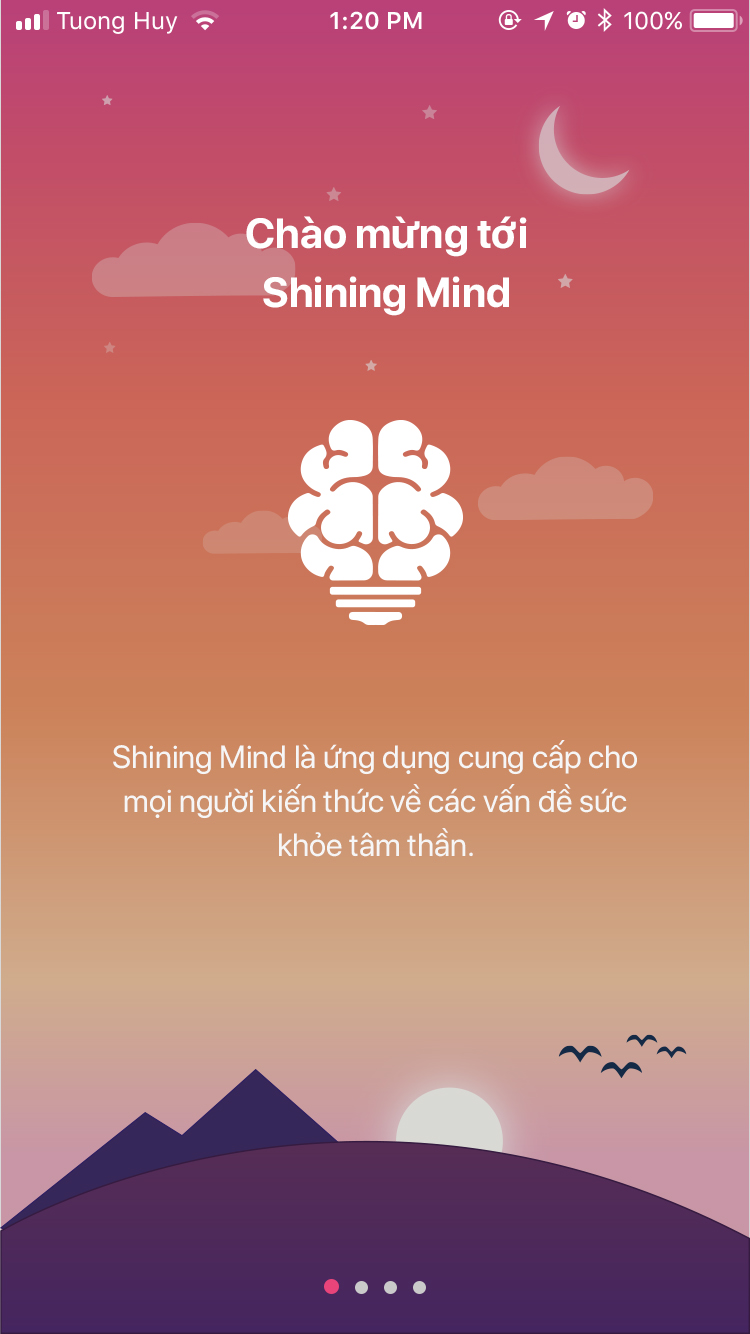 Tuong Huy 1:20 PM 100%
Chào mừng tới
Shining Mind
Shining Mind là ứng dụng cung cấp cho
mọi người kiến thức về các vấn đề sức
khỏe tâm thần.